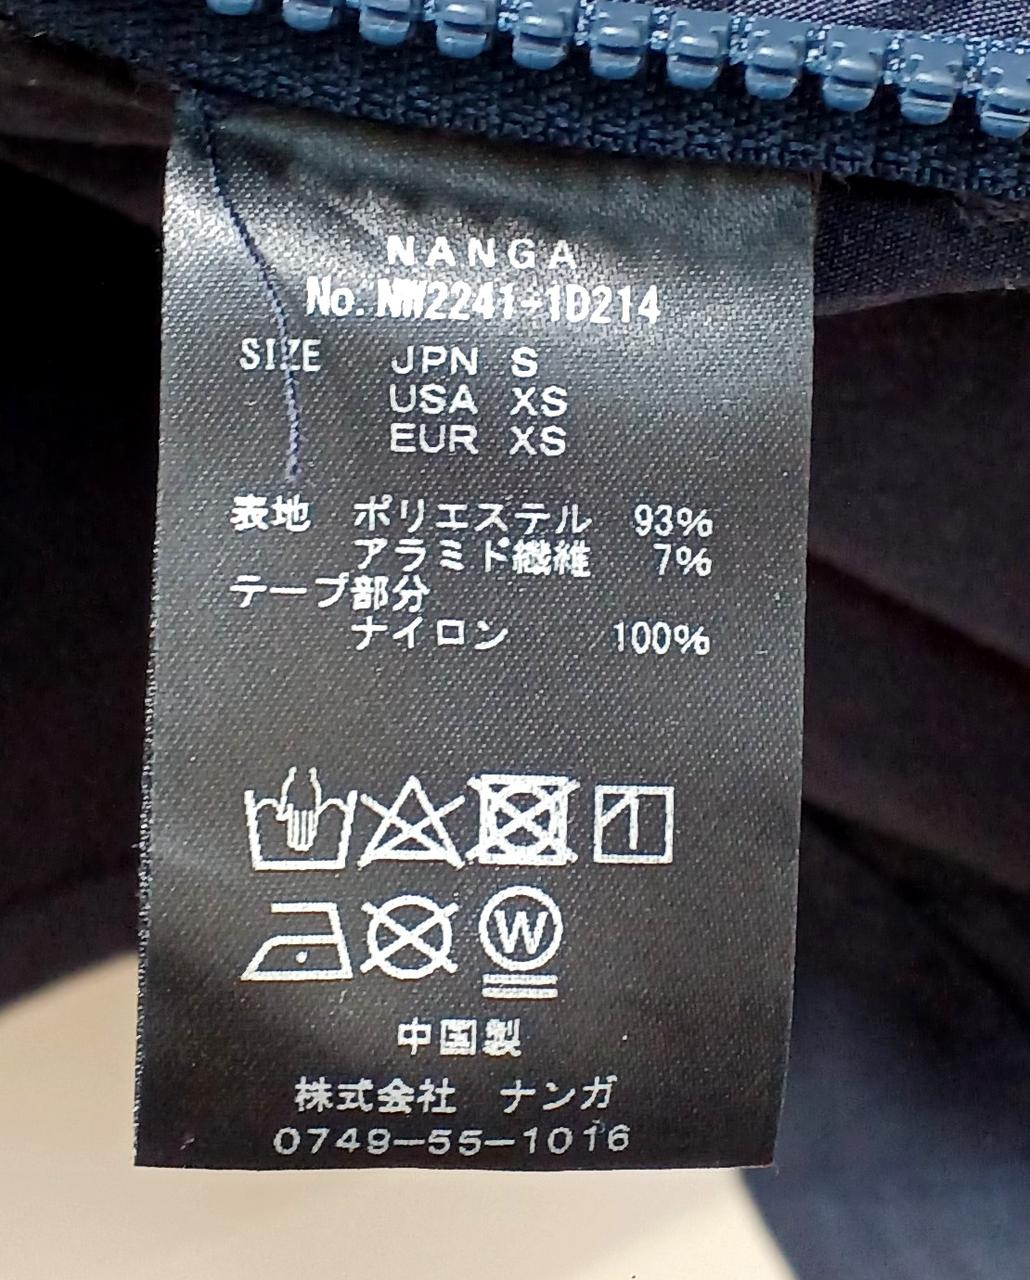 NANGA
No. NW2241-1D214
SIZE JPN S
USA XS
EUR XS
表地 ポリエステル 93%
アラミド繊維 7%
テープ部分
ナイロン 100%
W
中国製
株式会社 ナンガ
0749-55-1016